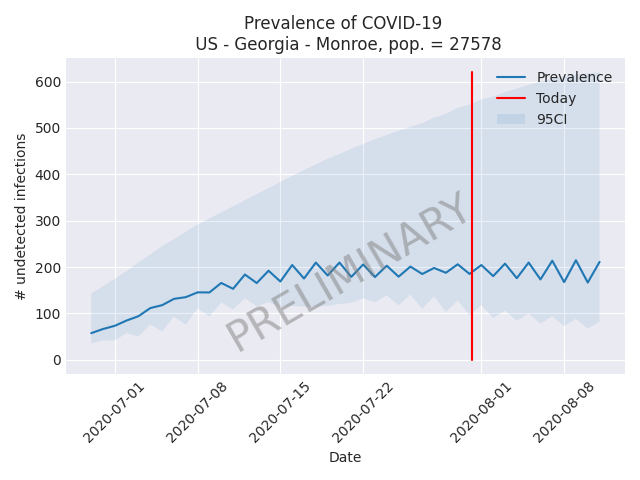 Prevalence of COVID-19
US - Georgia - Monroe, pop. = 27578
# undetected infections
600
500
400
300
200
100
0
Prevalence
Today
95CI
PRELIMINARY
2020-07-01
2020-07-08
2020-07-15
2020-07-22
2020-08-01
2020-08-08
Date